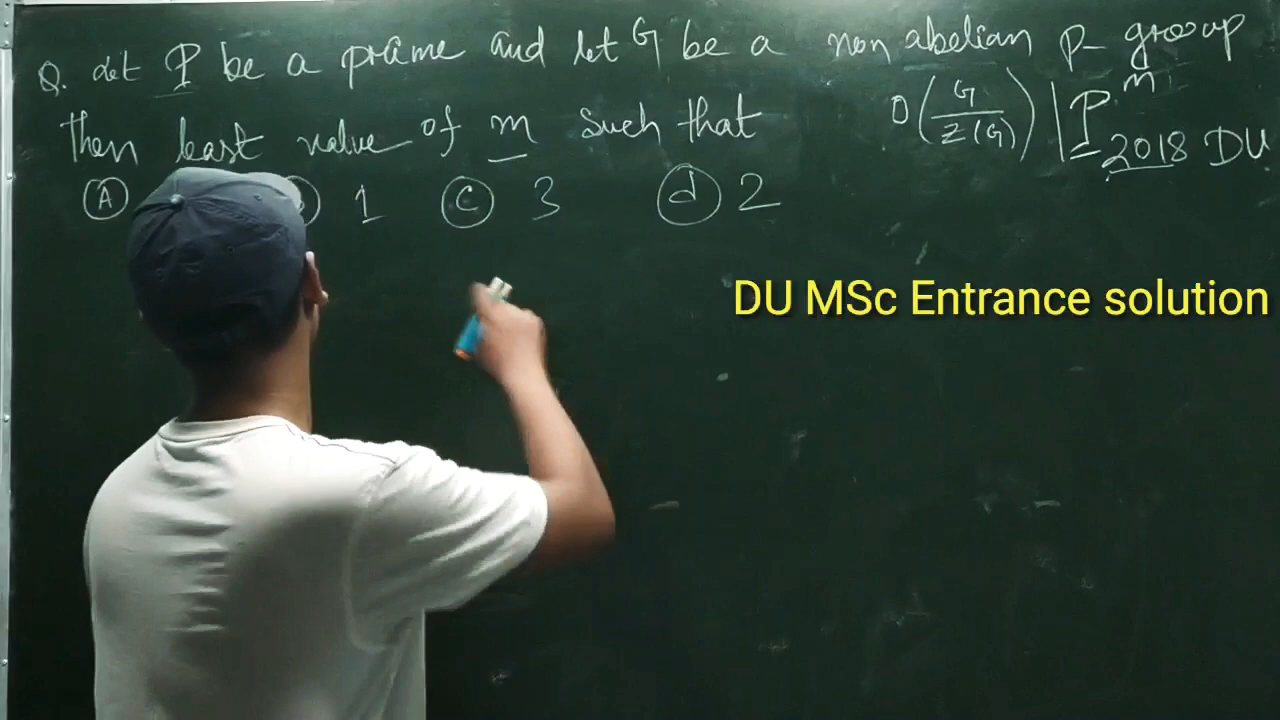 Q. Let P be a prime and let G be a non abelian P- group
then least value of m such that O(G/Z(G)) | P^m
2018 DU
(A) (B) 1 (C) 3 (d) 2
DU MSc Entrance solution